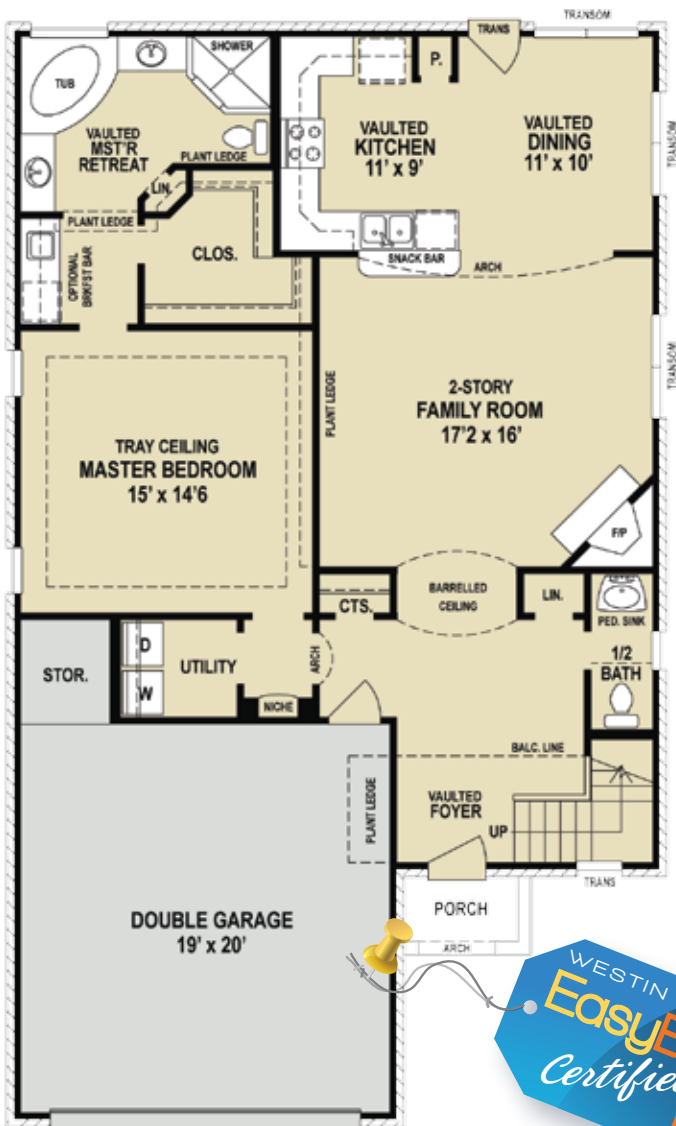 TRANSOM
TRANS
SHOWER
TUB
P.
VAULTED
MST'R
RETREAT
PLANT LEDGE
VAULTED
KITCHEN
11' x 9'
VAULTED
DINING
11' x 10'
TRANSOM
LIN.
PLANT LEDGE
CLOS.
OPTIONAL
BRKFST BAR
SNACK BAR
ARCH
TRANSOM
PLANT LEDGE
2-STORY
FAMILY ROOM
17'2 x 16'
TRAY CEILING
MASTER BEDROOM
15' x 14'6
F/P
BARRELLED
CEILING
CTS.
LIN.
PED. SINK
1/2
BATH
STOR.
D
W
UTILITY
ARCH
NICHE
BALC. LINE
PLANT LEDGE
VAULTED
FOYER
UP
TRANS
PORCH
ARCH
DOUBLE GARAGE
19' x 20'
WESTIN
Easy
Certified